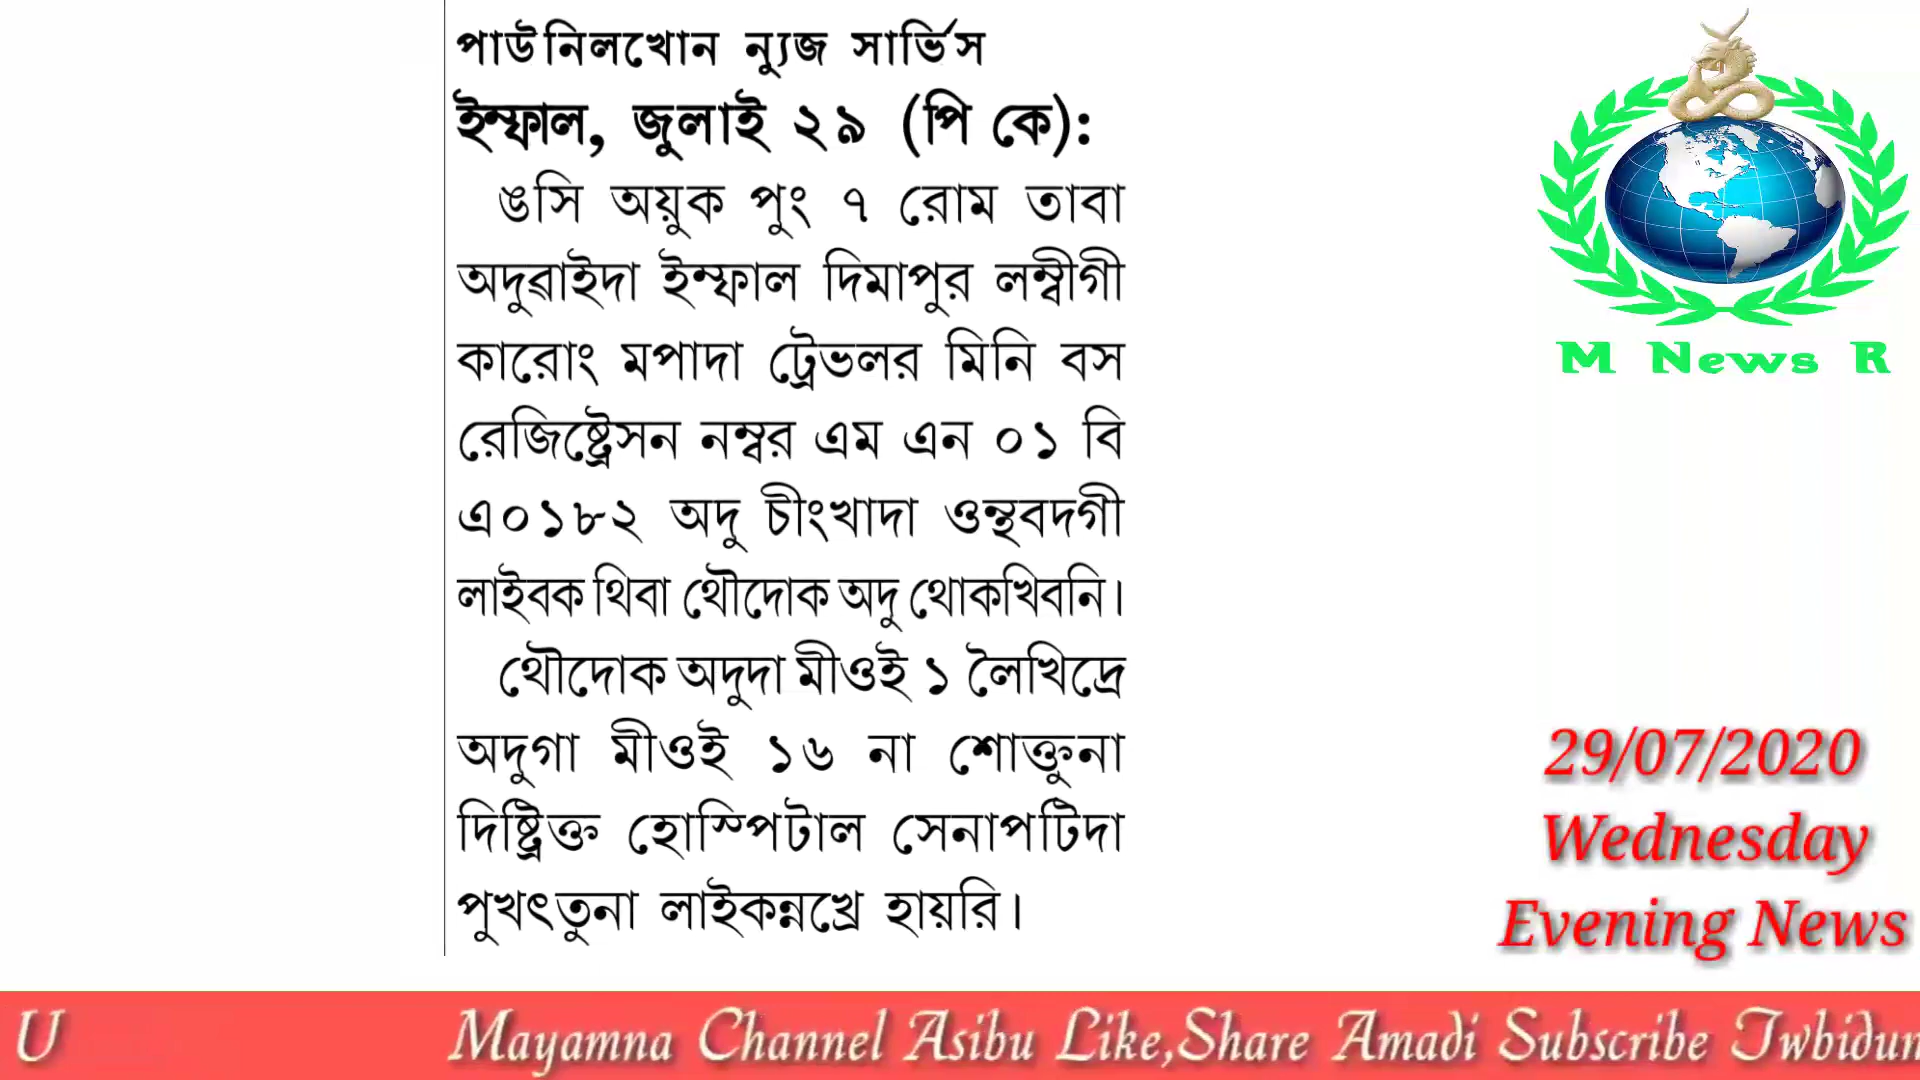 পাউনিলখোন ন্যুজ সার্ভিস
ইম্ফাল, জুলাই ২৯ (পি কে):
ঙসি অয়ুক পুং ৭ রোম তাবা
অদুৱাইদা ইম্ফাল দিমাপুর লম্বীগী
কারোং মপাদা ট্রেভলর মিনি বস
রেজিষ্ট্রেসন নম্বর এম এন ০১ বি
এ০১৮২ অদু চীংখাদা ওন্থবদগী
লাইবক থিবা থৌদোক অদু থোকখিবনি।
থৌদোক অদুদা মীওই ১ লৈখিদ্রে
অদুগা মীওই ১৬ না শোক্তুনা
দিষ্ট্রিক্ত হোস্পিটাল সেনাপটিদা
পুখৎতুনা লাইকন্নখ্রে হায়রি।
M News R
29/07/2020
Wednesday
Evening News
U Mayamna Channel Asibu Like,Share Amadi Subscribe Twbidun